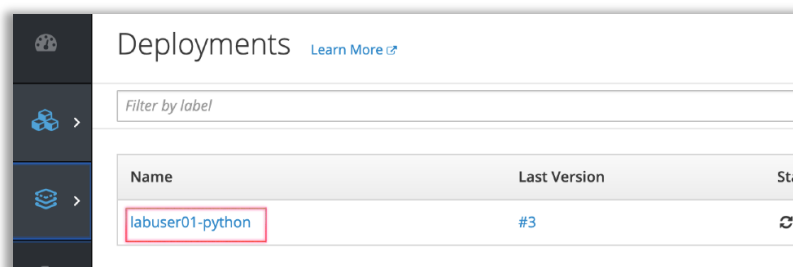 Deployments Learn More
Filter by label
Name Last Version
labuser01-python #3